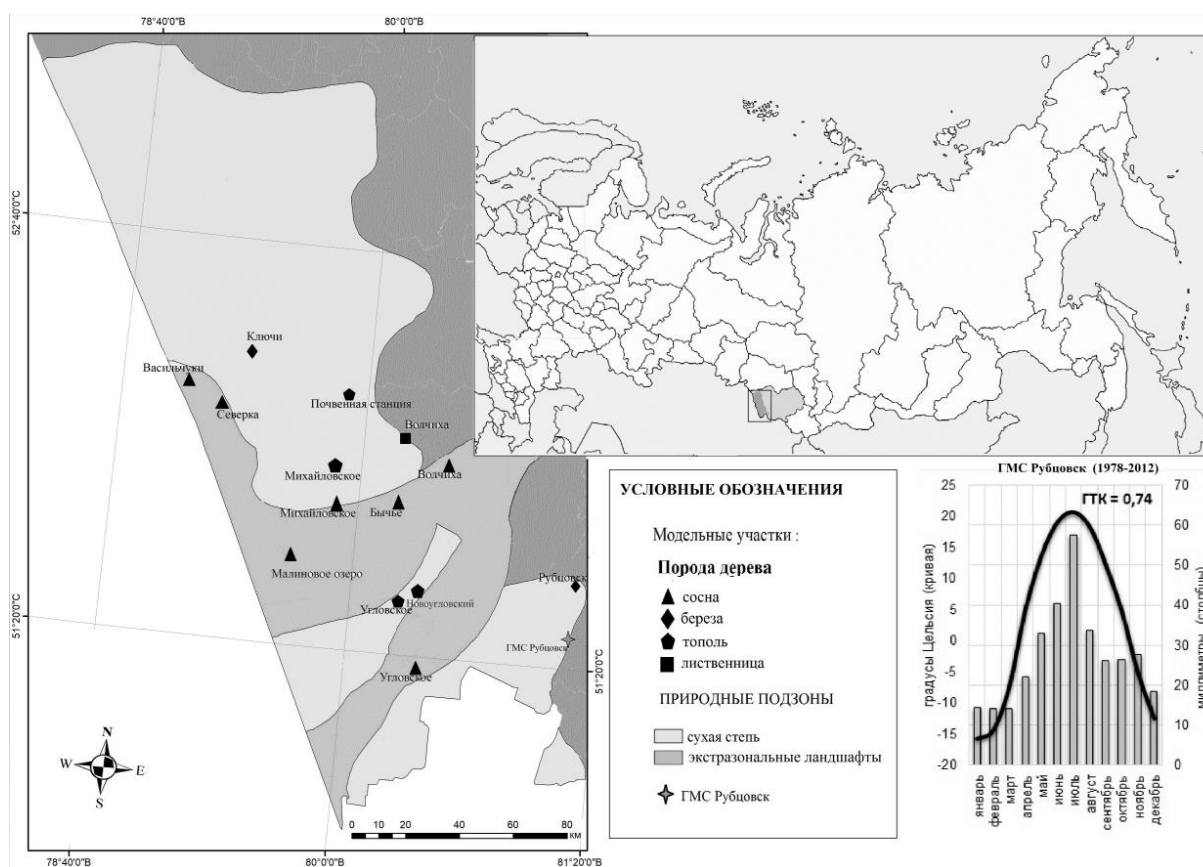 78°40'0"В
80°0'0"В
52°40'0"С
Ключи
Васильчуки
Северка
Почвенная станция
Волчиха
Михайловское
Волчиха
Михайловское
Бычье
Малиновое озеро
Рубцовск
Новоугловский
Угловское
51°20'0"С
ГМС Рубцовск
Угловское
51°20'0"С
N
W
E
S
0 10 20 40 60 80
КМ
78°40'0"В
80°0'0"В
81°20'0"В
УСЛОВНЫЕ ОБОЗНАЧЕНИЯ
Модельные участки :
Порода дерева
сосна
береза
тополь
лиственница
ПРИРОДНЫЕ ПОДЗОНЫ
сухая степь
экстразональные ландшафты
ГМС Рубцовск
ГМС Рубцовск (1978-2012)
ГТК = 0,74
градусы Цельсия (кривая)
25
20
15
10
5
0
-5
-10
-15
-20
70
60
50
40
30
20
10
0
миллиметры (столбцы)
январь
февраль
март
апрель
май
июнь
июль
август
сентябрь
октябрь
ноябрь
декабрь